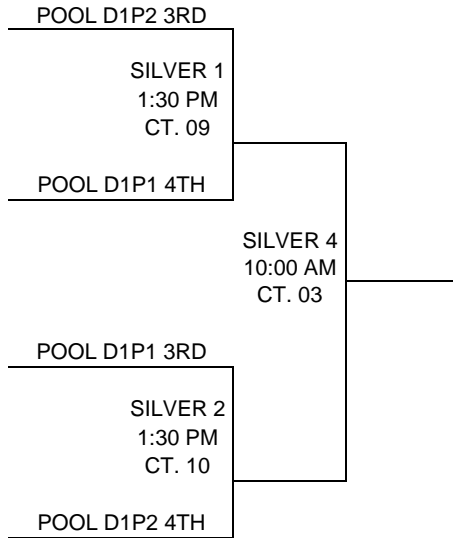 POOL D1P2 3RD
SILVER 1
1:30 PM
CT. 09
POOL D1P1 4TH
SILVER 4
10:00 AM
CT. 03
POOL D1P1 3RD
SILVER 2
1:30 PM
CT. 10
POOL D1P2 4TH